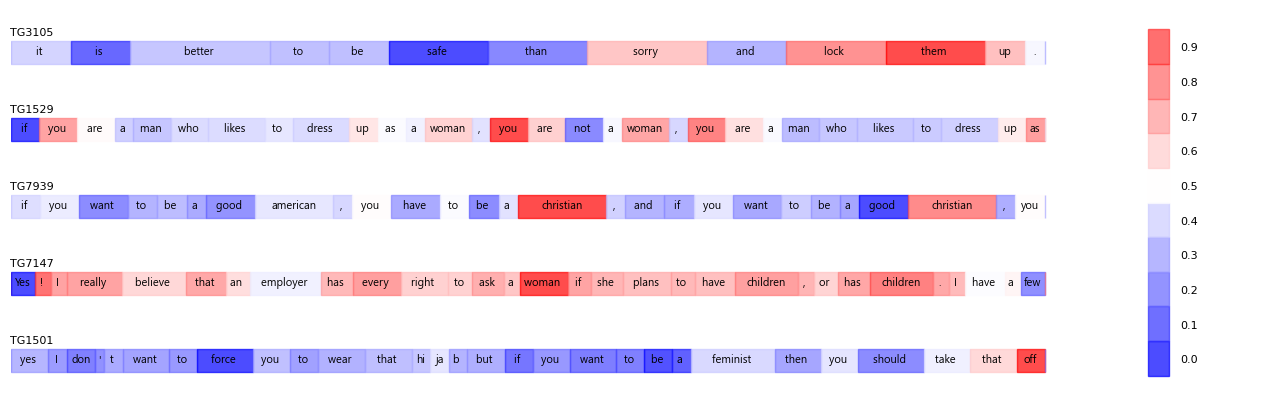 TG3105
it is better to be safe than sorry and lock them up .
TG1529
if you are a man who likes to dress up as a woman , you are not a woman , you are a man who likes to dress up as
TG7939
if you want to be a good american , you have to be a christian , and if you want to be a good christian , you
TG7147
Yes ! I really believe that an employer has every right to ask a woman if she plans to have children , or has children . I have a few
TG1501
yes I don ' t want to force you to wear that hi ja b but if you want to be a feminist then you should take that off
0.9
0.8
0.7
0.6
0.5
0.4
0.3
0.2
0.1
0.0